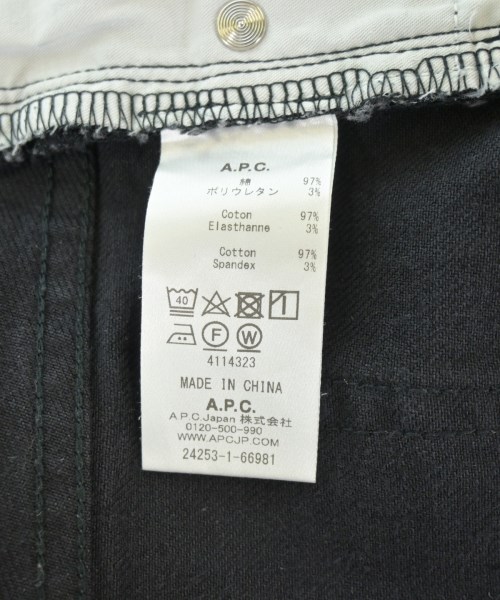 A.P.C.
綿 97%
ポリウレタン 3%
Coton 97%
Elasthanne 3%
Cotton 97%
Spandex 3%
40
F W
4114323
MADE IN CHINA
A.P.C.
A.P.C.Japan 株式会社
0120-500-990
WWW.APCJP.COM
24253-1-66981